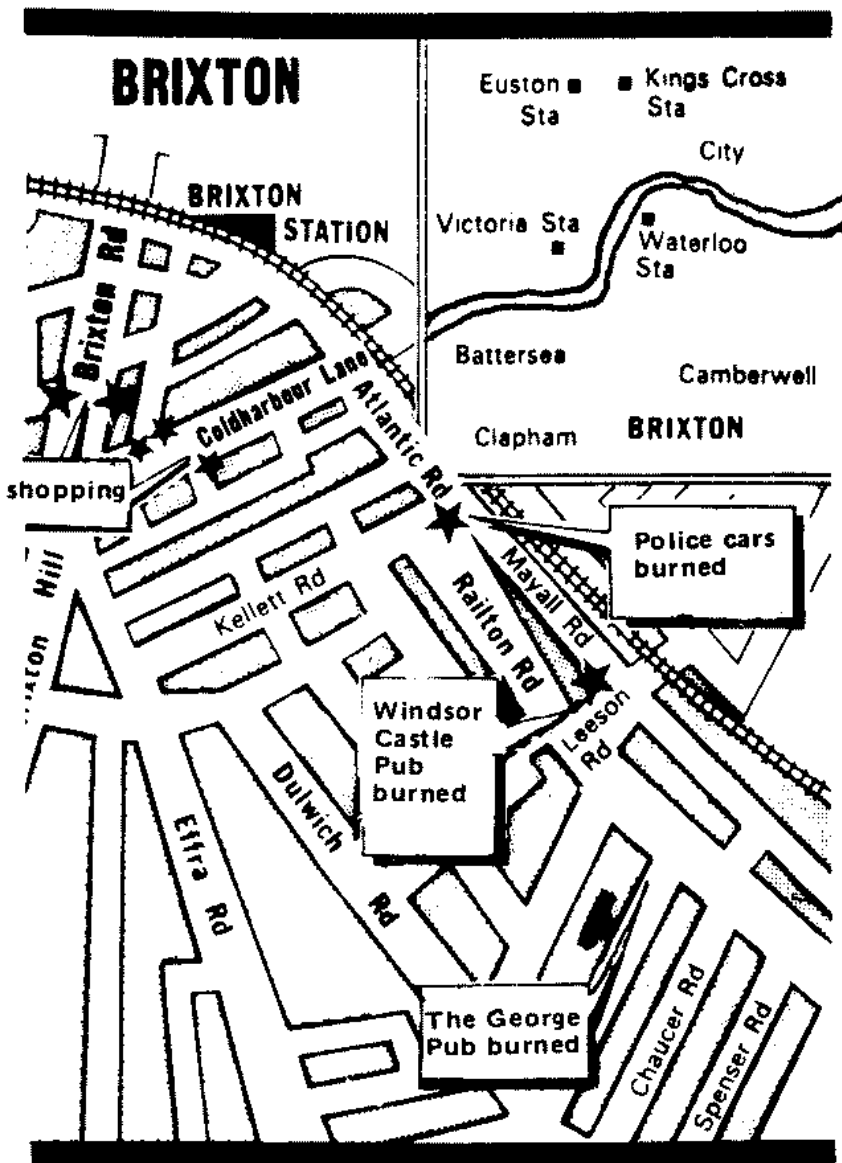 BRIXTON
Euston
Sta
Kings Cross
Sta
City
BRIXTON
STATION
Victoria Sta
Waterloo
Sta
Brixton Rd
Battersea
Camberwell
Clapham
BRIXTON
Coldharbour Lane
Atlantic Rd
shopping
Police cars
burned
Mayall Rd
Railton Rd
Kellett Rd
Hill
Windsor
Castle
Pub
burned
Leeson
Rd
Dulwich
Rd
Effra Rd
The George
Pub burned
Chaucer Rd
Spenser Rd